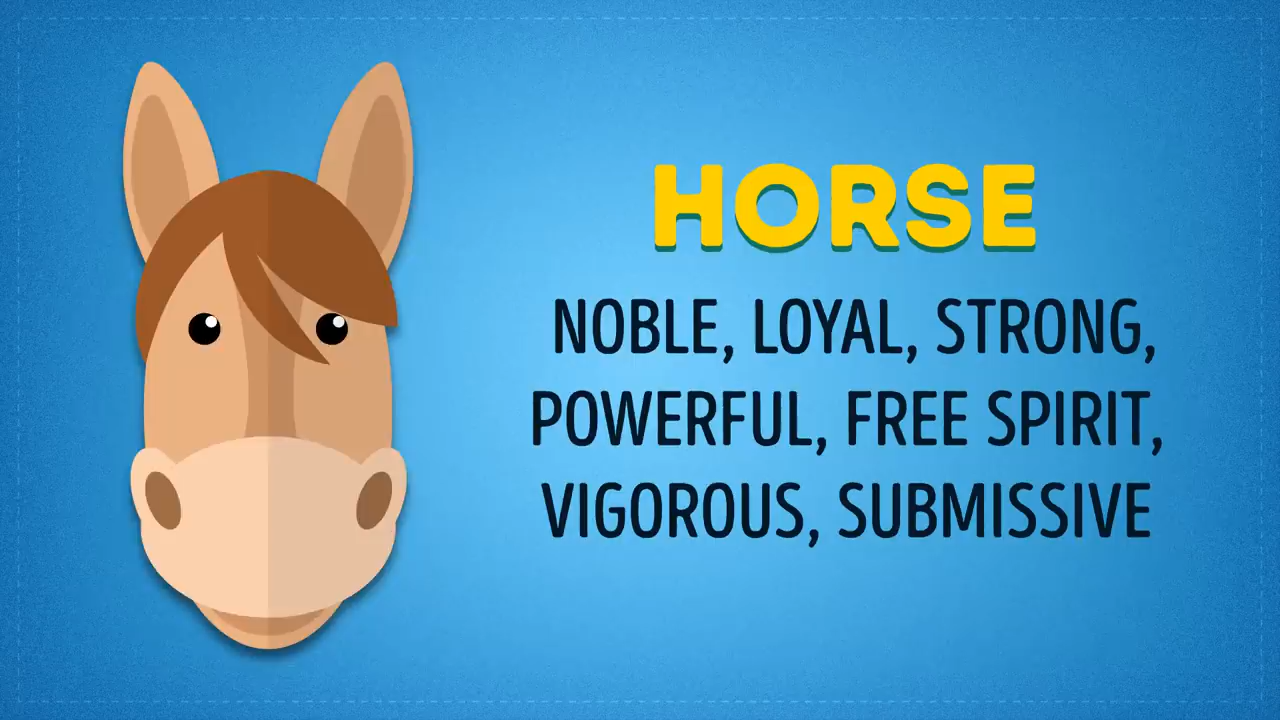 HORSE
NOBLE, LOYAL, STRONG,
POWERFUL, FREE SPIRIT,
VIGOROUS, SUBMISSIVE